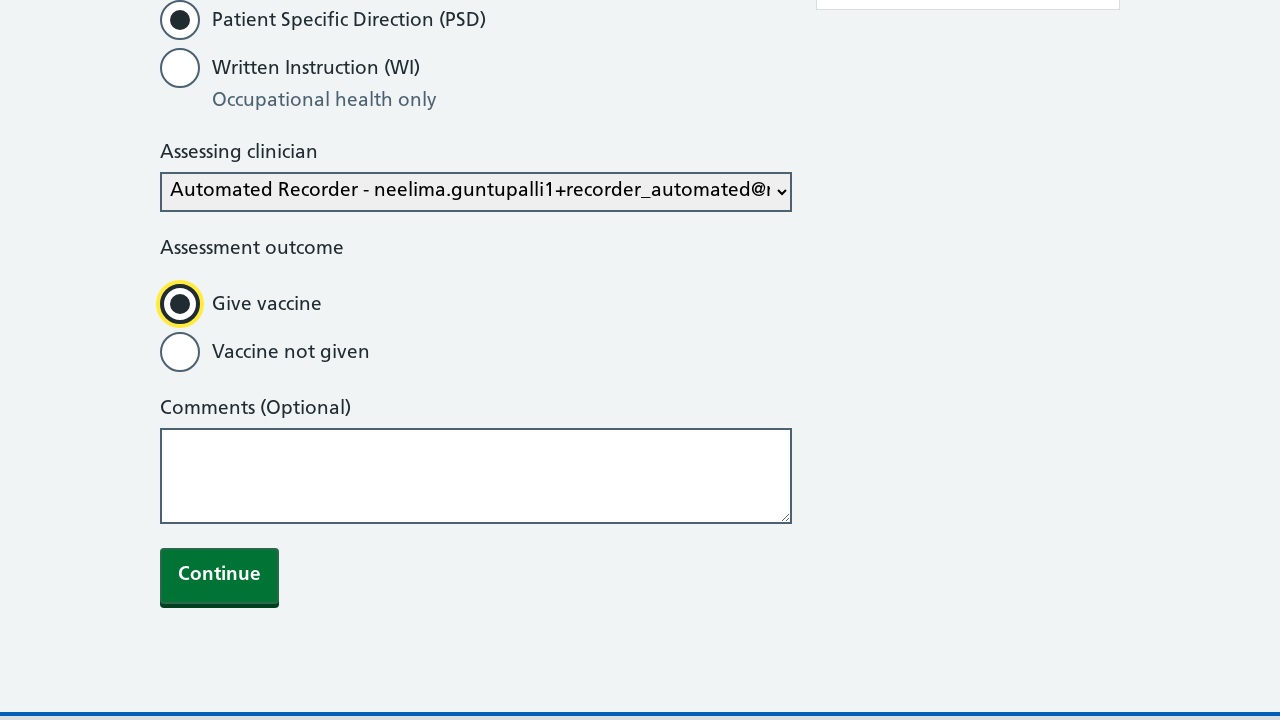 Patient Specific Direction (PSD)
Written Instruction (WI)
Occupational health only
Assessing clinician
Automated Recorder - neelima.guntupalli1+recorder_automated@
Assessment outcome
Give vaccine
Vaccine not given
Comments (Optional)
Continue